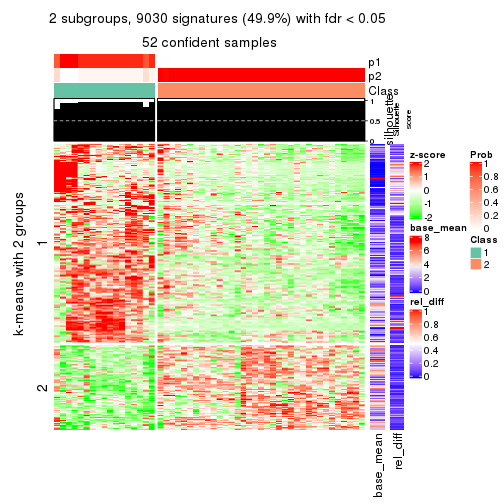 2 subgroups, 9030 signatures (49.9%) with fdr < 0.05
52 confident samples
p1
p2
Class
silhouette
1
0.5
0
Silhouette
score
k-means with 2 groups
1
2
base_mean
rel_diff
z-score
2
1
0
-1
-2
base_mean
8
6
4
2
0
rel_diff
1
0.8
0.6
0.4
0.2
0
Prob
1
0.8
0.6
0.4
0.2
0
Class
1
2